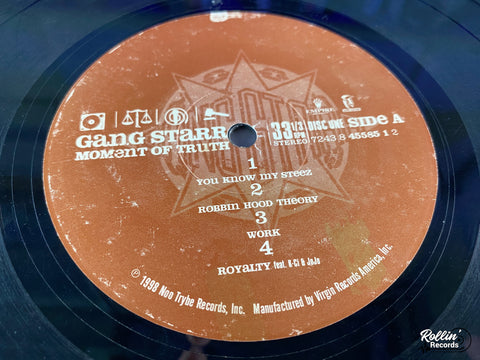 Gang Starr
Moment of Truth
33 1/3 RPM DISC ONE SIDE A
STEREO 7243 8 45585 1 2
EMPIRE
1
You Know My Steez
2
Robbin Hood Theory
3
Work
4
Royalty feat. K-Ci & JoJo
℗ 1998 Noo Trybe Records, Inc. Manufactured by Virgin Records America, Inc.
Rollin'
Records